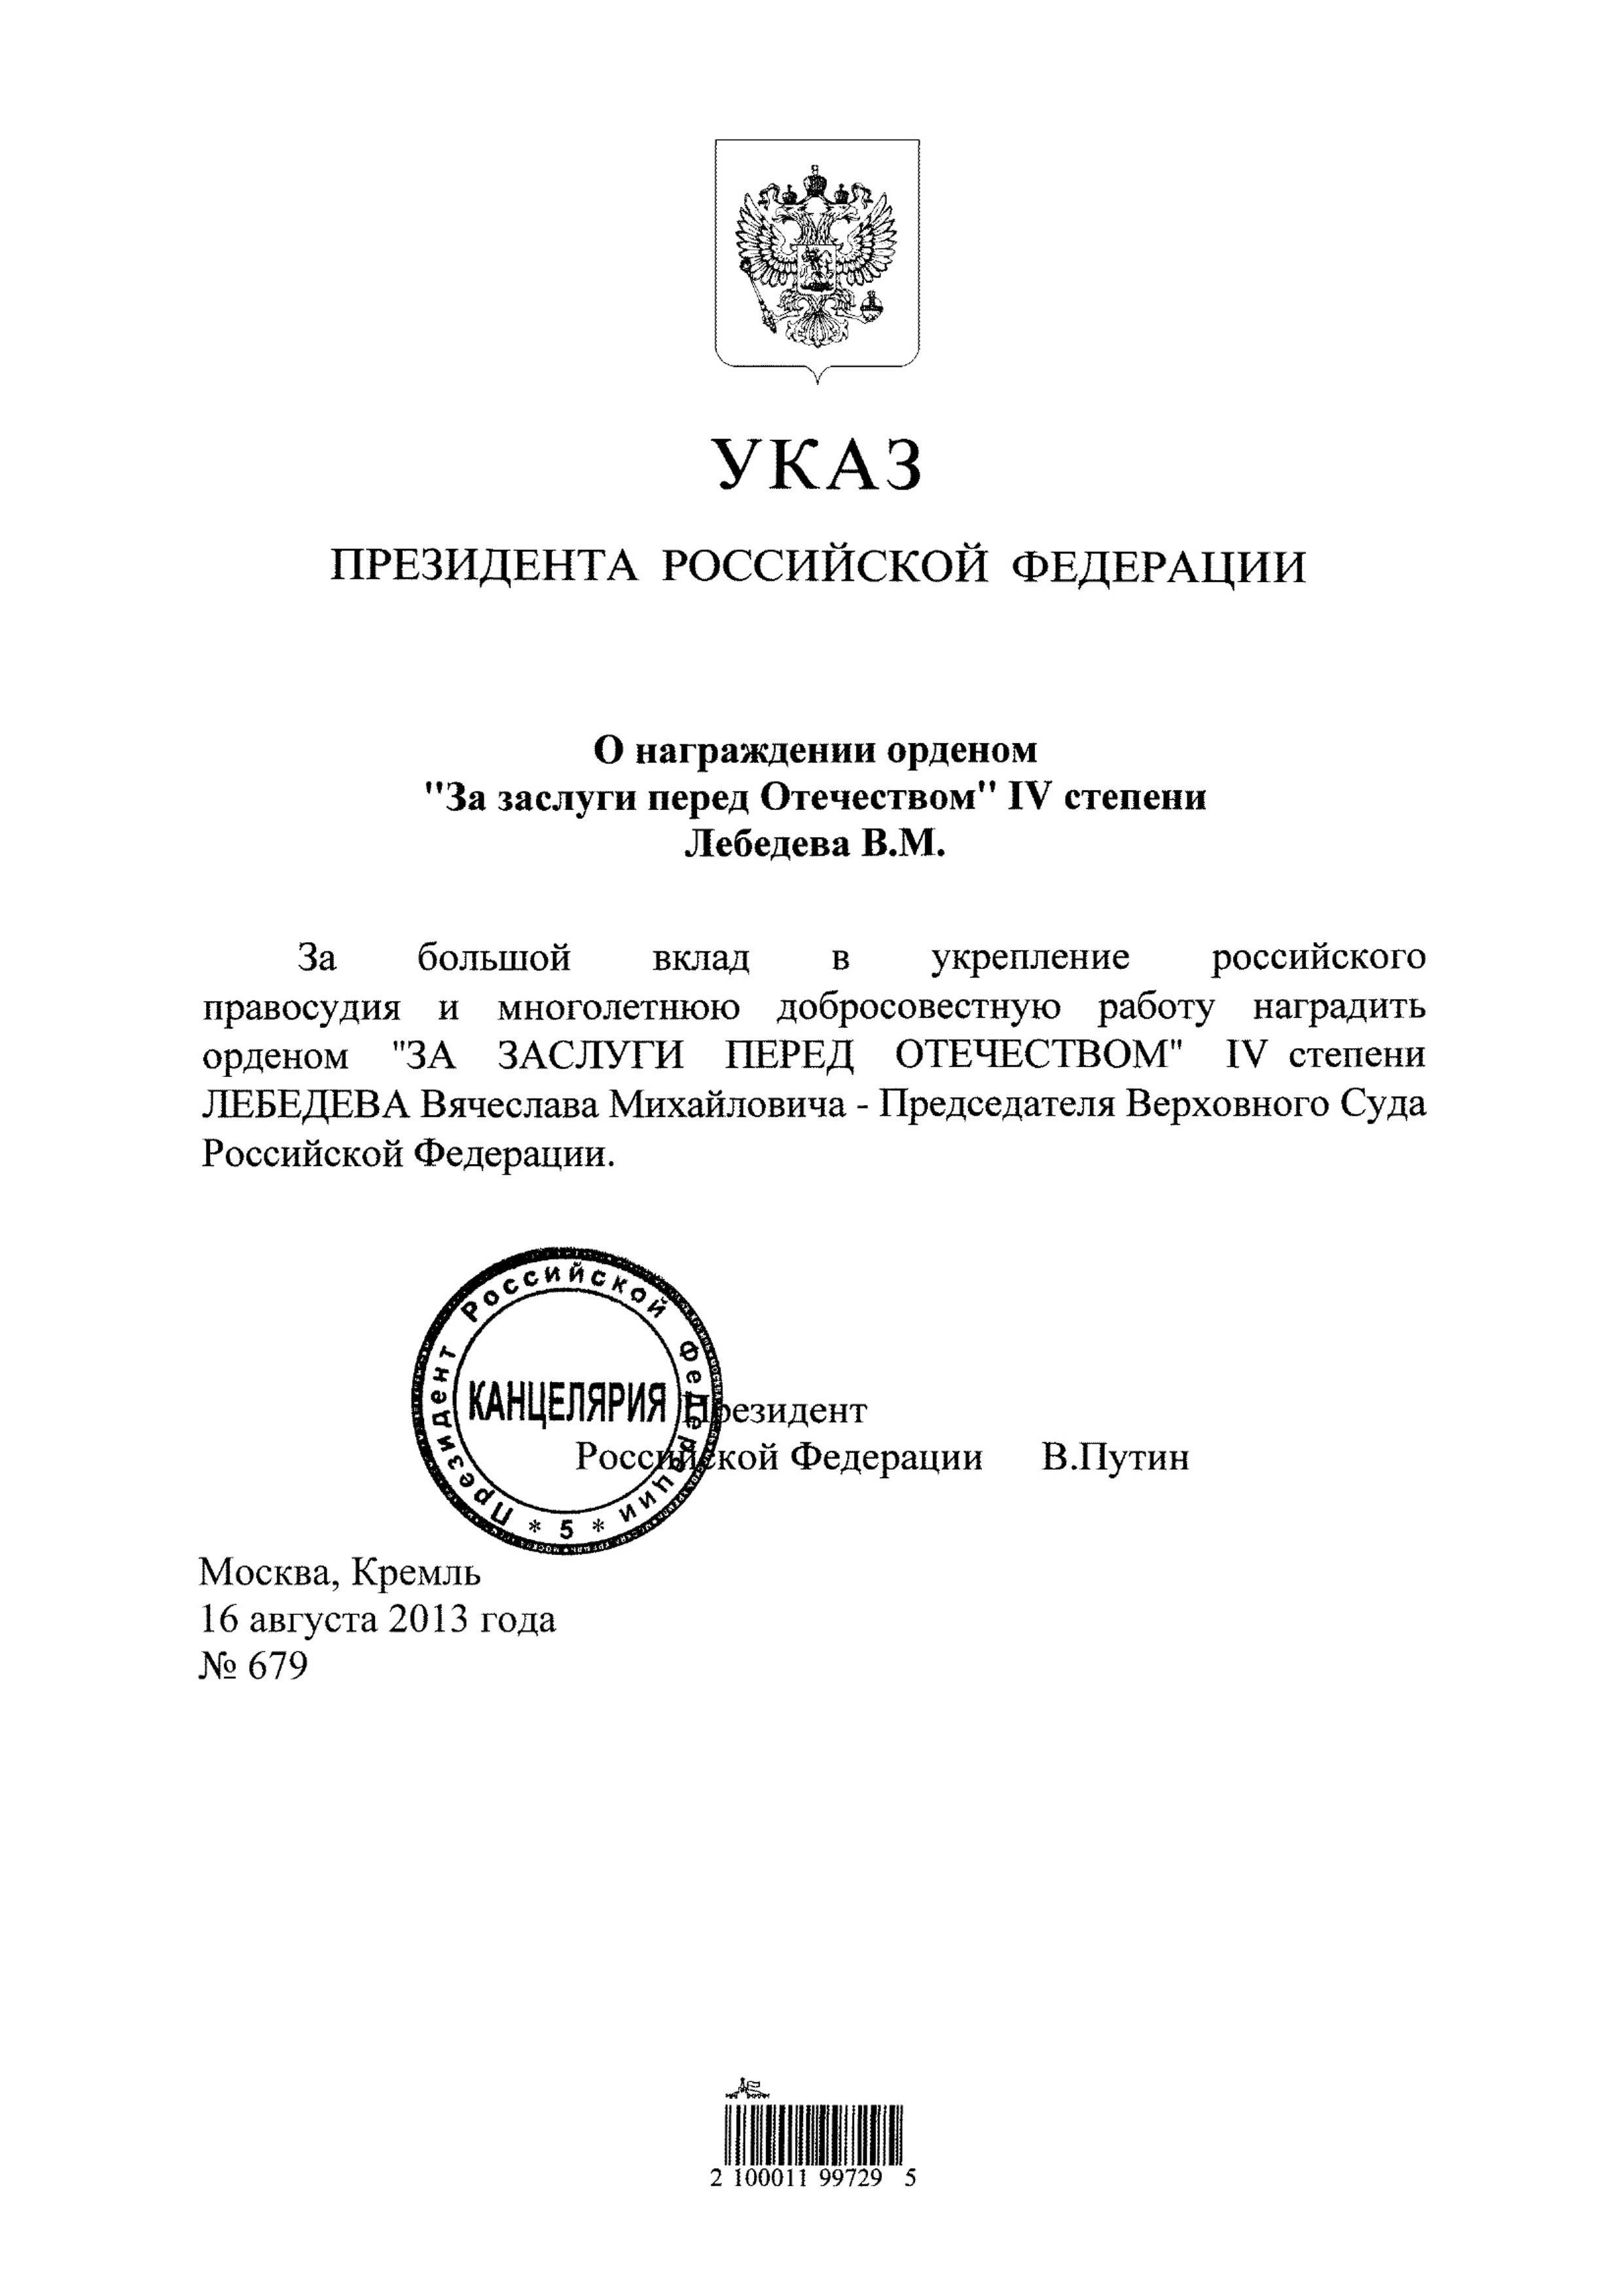 УКАЗ
ПРЕЗИДЕНТА РОССИЙСКОЙ ФЕДЕРАЦИИ
О награждении орденом
"За заслуги перед Отечеством" IV степени
Лебедева В.М.
За большой вклад в укрепление российского
правосудия и многолетнюю добросовестную работу наградить
орденом "ЗА ЗАСЛУГИ ПЕРЕД ОТЕЧЕСТВОМ" IV степени
ЛЕБЕДЕВА Вячеслава Михайловича - Председателя Верховного Суда
Российской Федерации.
Президент Российской Федерации
* 5 *
КАНЦЕЛЯРИЯ
Президент
Российской Федерации В.Путин
Москва, Кремль
16 августа 2013 года
№ 679
2 100011 99729 5